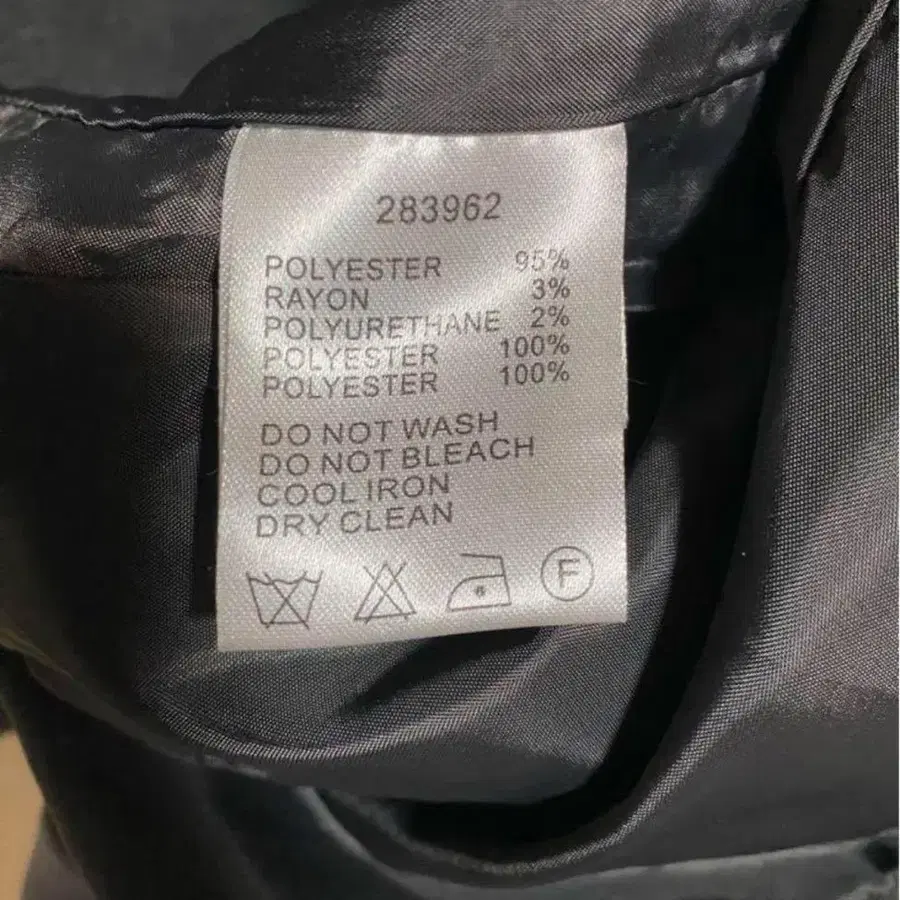 283962
POLYESTER 95%
RAYON 3%
POLYURETHANE 2%
POLYESTER 100%
POLYESTER 100%
DO NOT WASH
DO NOT BLEACH
COOL IRON
DRY CLEAN
F